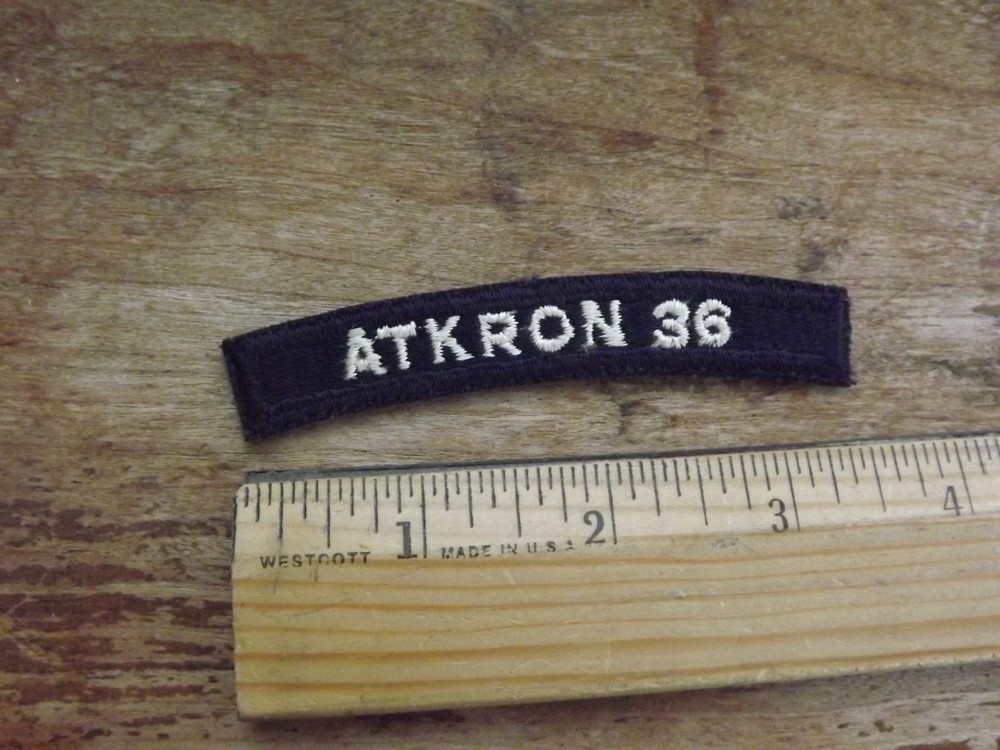 ATKRON 36
1 2 3 4
WESTCOTT MADE IN U.S.A